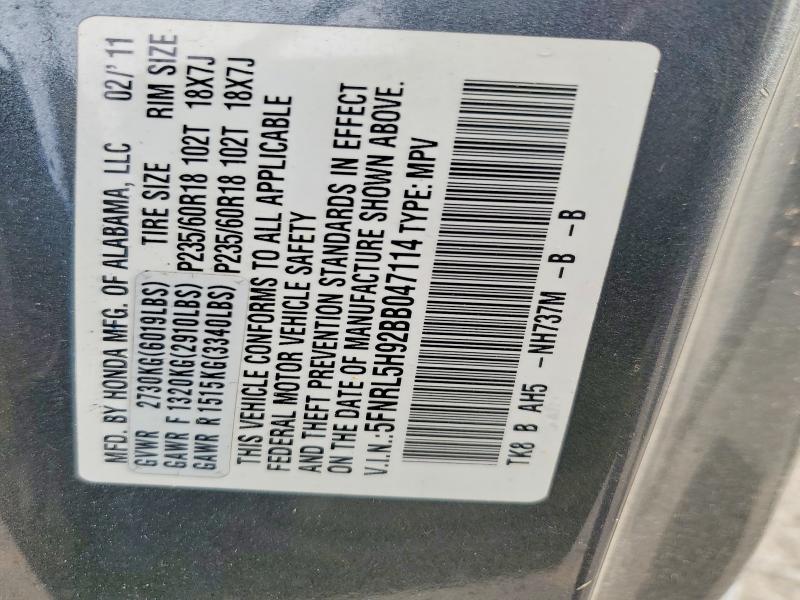 MFD. BY HONDA MFG. OF ALABAMA, LLC 02/'11
GVWR 2730KG(6019LBS) TIRE SIZE RIM SIZE
GAWR F 1320KG(2910LBS) P235/60R18 102T 18X7J
GAWR R 1515KG(3340LBS) P235/60R18 102T 18X7J
THIS VEHICLE CONFORMS TO ALL APPLICABLE
FEDERAL MOTOR VEHICLE SAFETY
AND THEFT PREVENTION STANDARDS IN EFFECT
ON THE DATE OF MANUFACTURE SHOWN ABOVE.
V.I.N.:5FNRL5H92BB047114 TYPE: MPV
TK8 B AH5 -NH737M -B -B